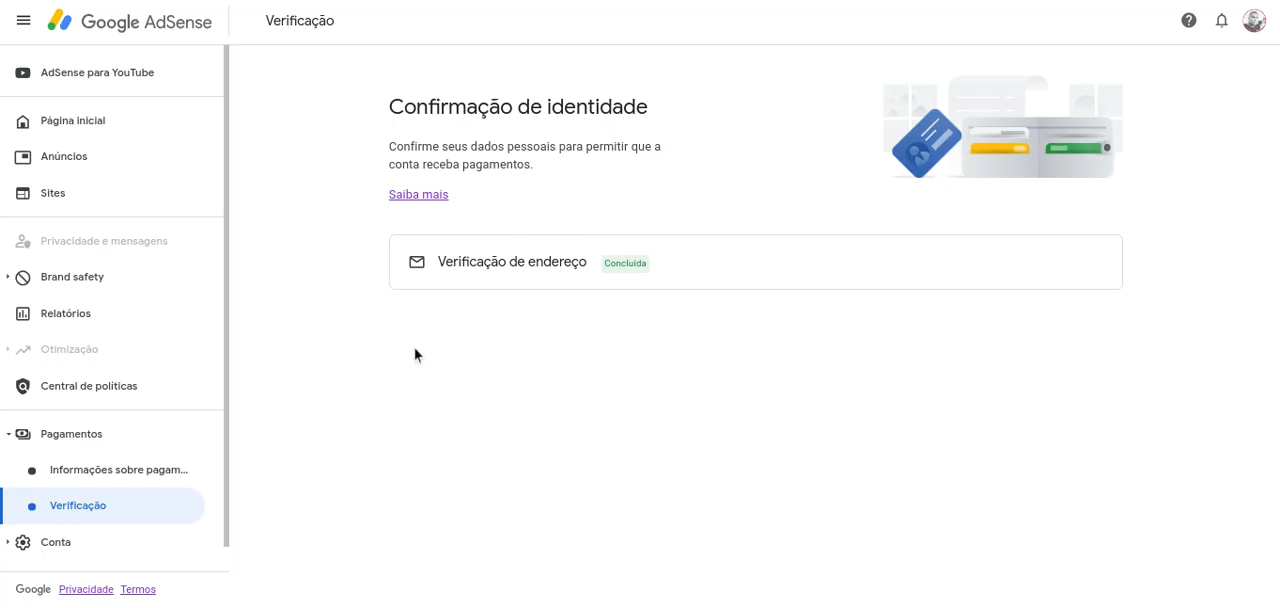 Google AdSense
Verificação
AdSense para YouTube
Página inicial
Anúncios
Sites
Privacidade e mensagens
Brand safety
Relatórios
Otimização
Central de políticas
Pagamentos
Informações sobre pagam...
Verificação
Conta
Google Privacidade Termos
Confirmação de identidade
Confirme seus dados pessoais para permitir que a
conta receba pagamentos.
Saiba mais
Verificação de endereço Concluída